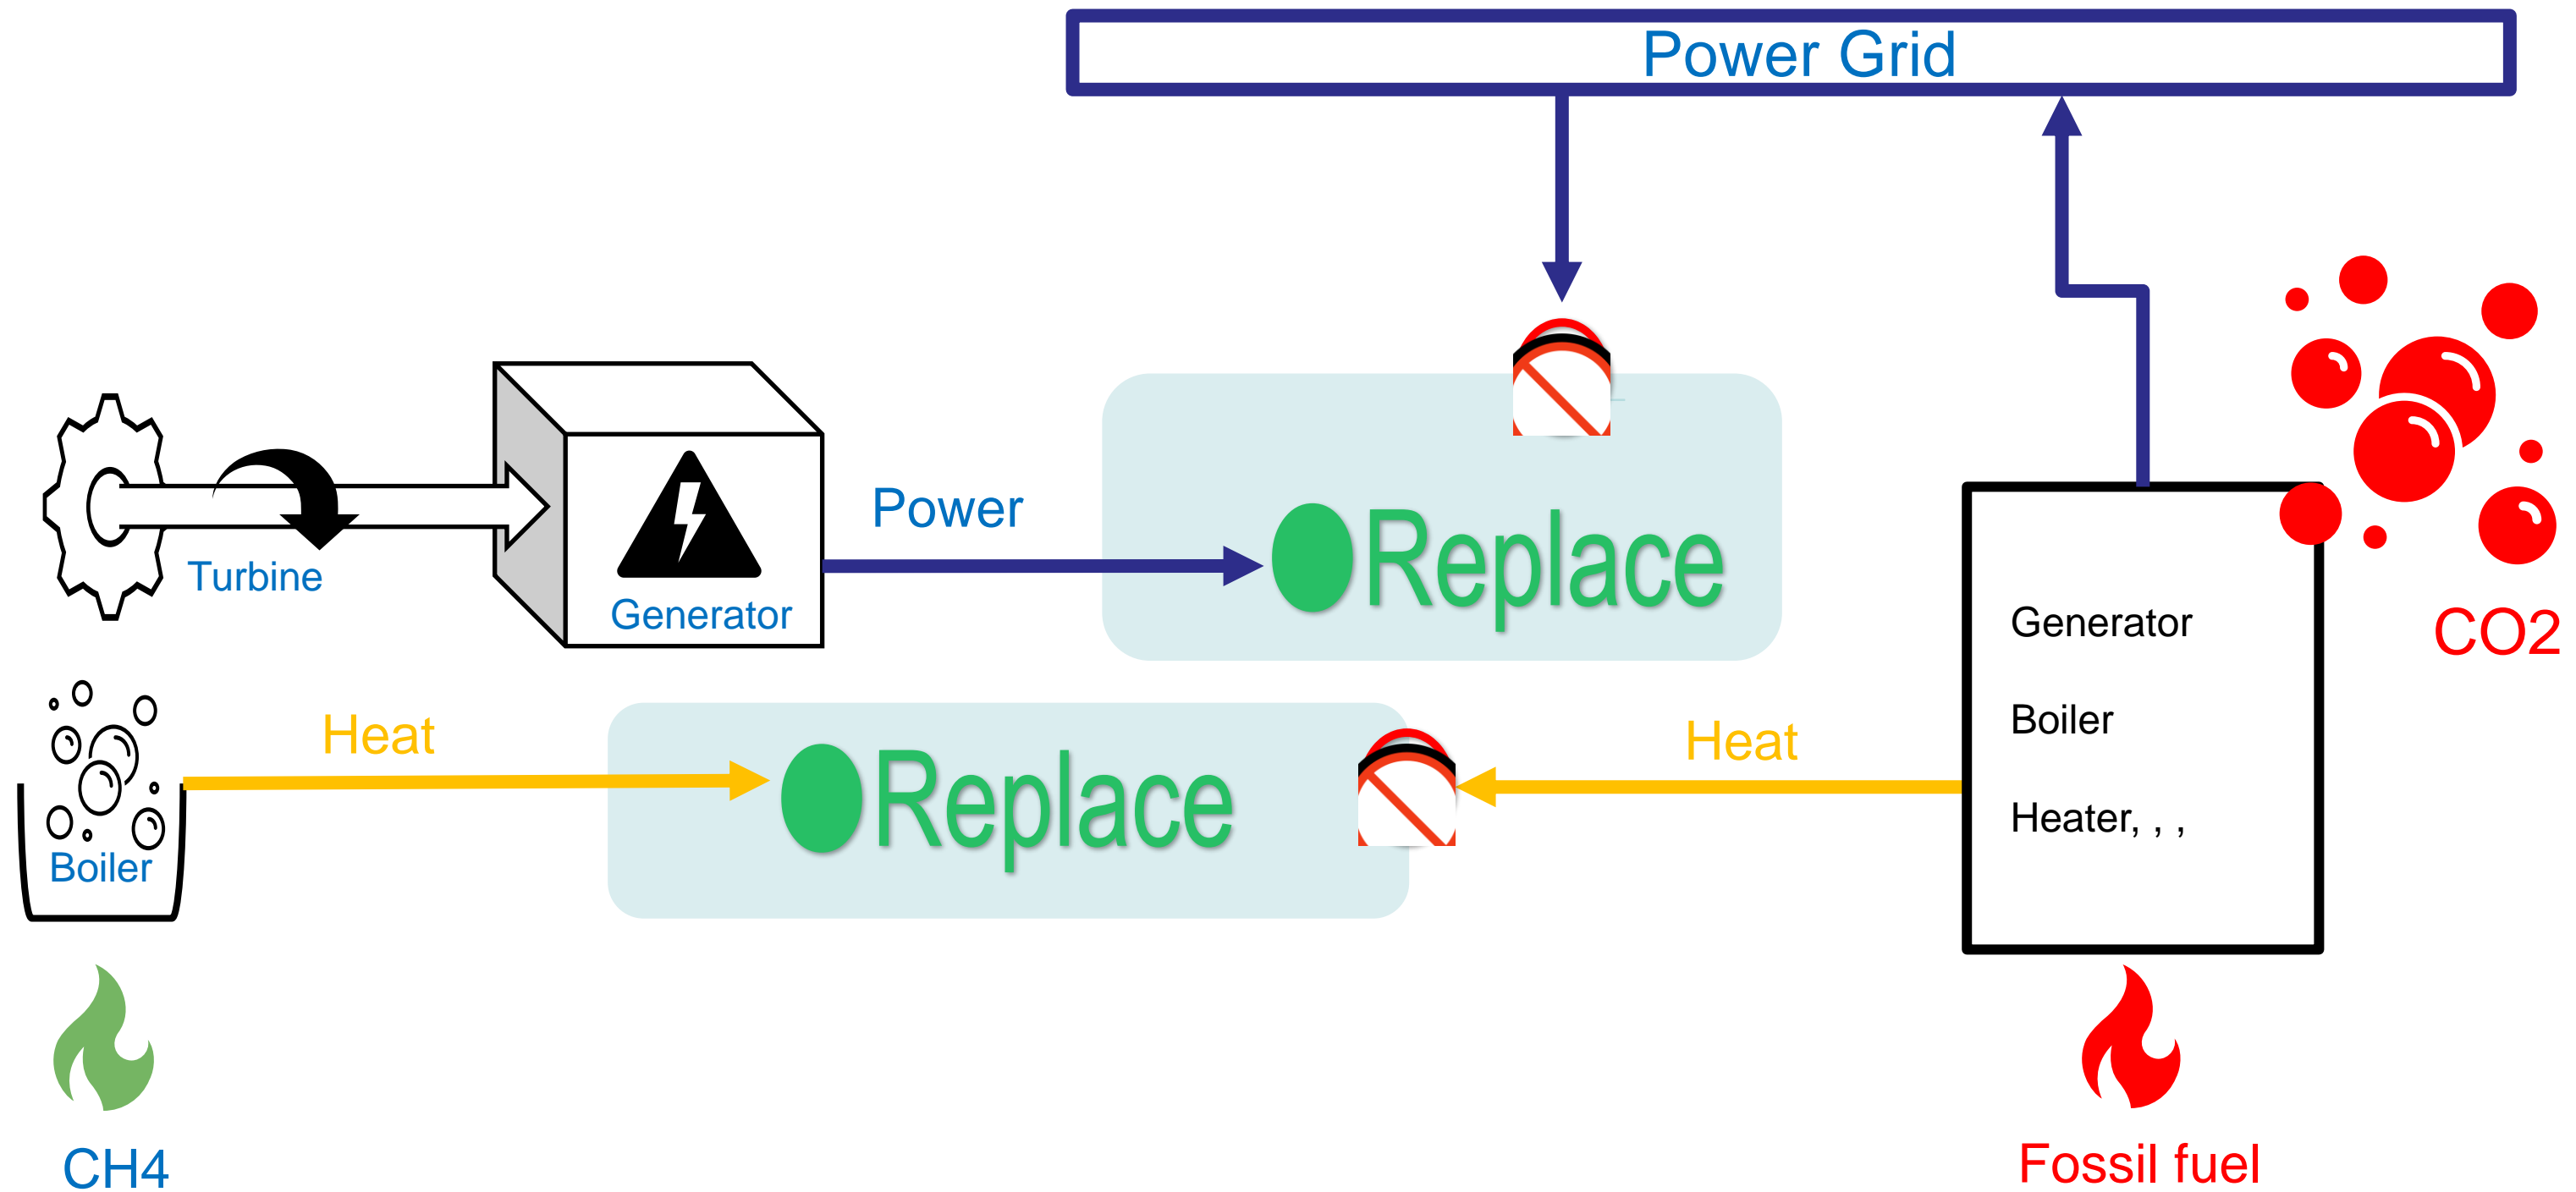 Power Grid
Power
Turbine
Generator
Replace
Generator
CO2
Boiler
Heater, , ,
Heat
Replace
Heat
Boiler
CH4
Fossil fuel